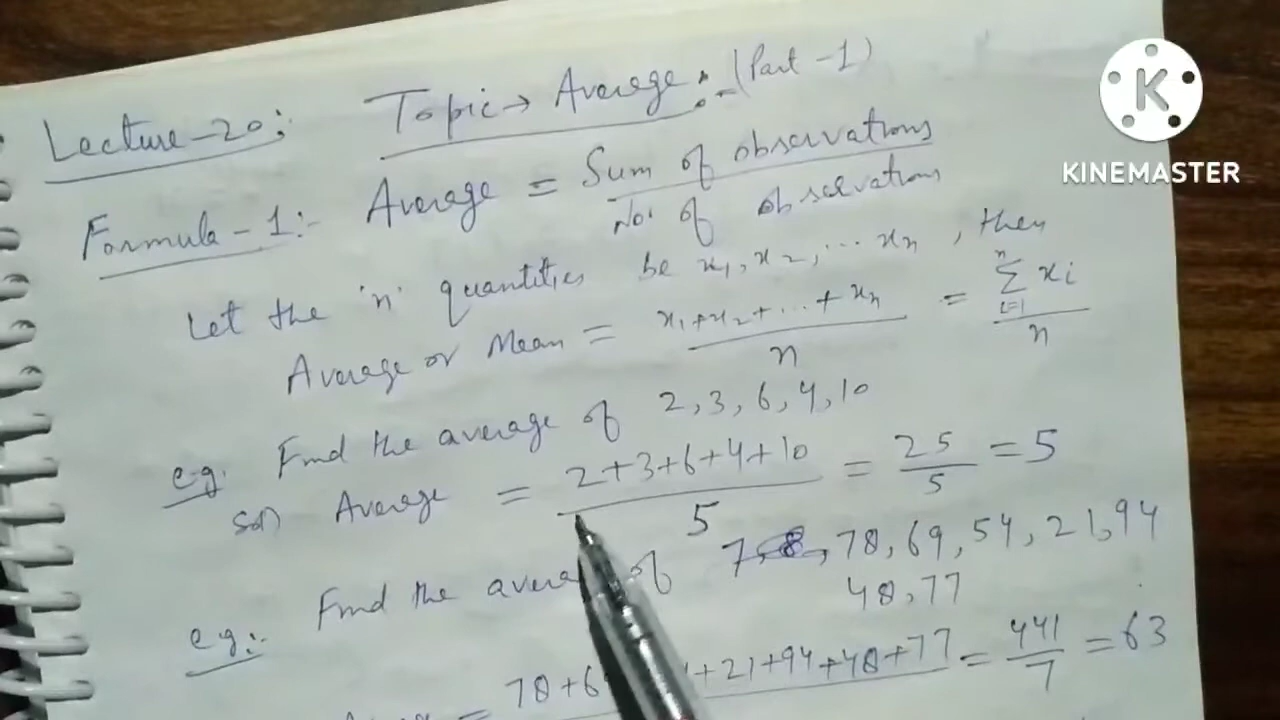 Lecture-20:
Topic → Average:- (Part -1)
Formula -1:- Average = Sum of observations / No. of observations
Let the 'n' quantities be x₁, x₂, ... xₙ, then
Average or Mean = x₁+x₂+...+xₙ / n = Σⁿᵢ₌₁ xᵢ / n
e.g. Find the average of 2, 3, 6, 4, 10
Sol) Average = 2+3+6+4+10 / 5 = 25 / 5 = 5
e.g:- Find the average of 78, 69, 54, 21, 94
48, 77
= 78+6 +21+94+48+77 = 441 / 7 = 63
K
KINEMASTER